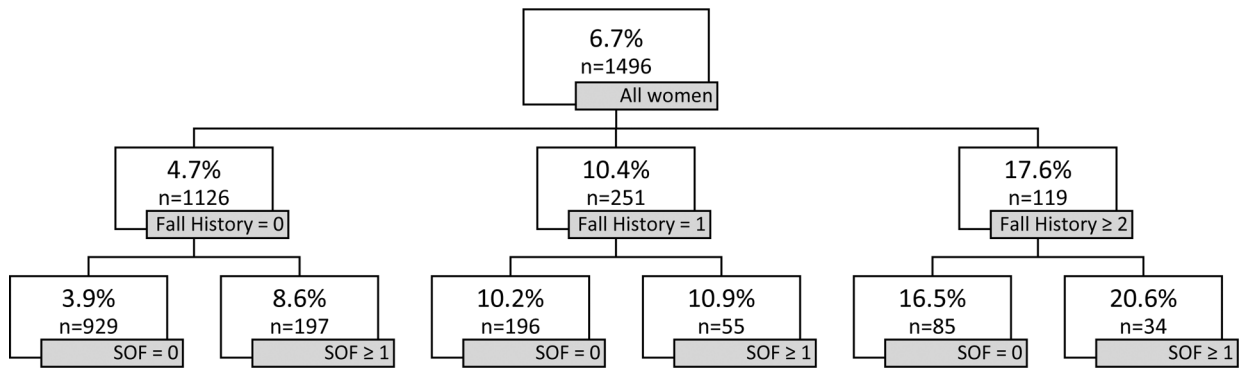 6.7%
n=1496
All women
4.7%
n=1126
Fall History = 0
10.4%
n=251
Fall History = 1
17.6%
n=119
Fall History ≥ 2
3.9%
n=929
SOF = 0
8.6%
n=197
SOF ≥ 1
10.2%
n=196
SOF = 0
10.9%
n=55
SOF ≥ 1
16.5%
n=85
SOF = 0
20.6%
n=34
SOF ≥ 1